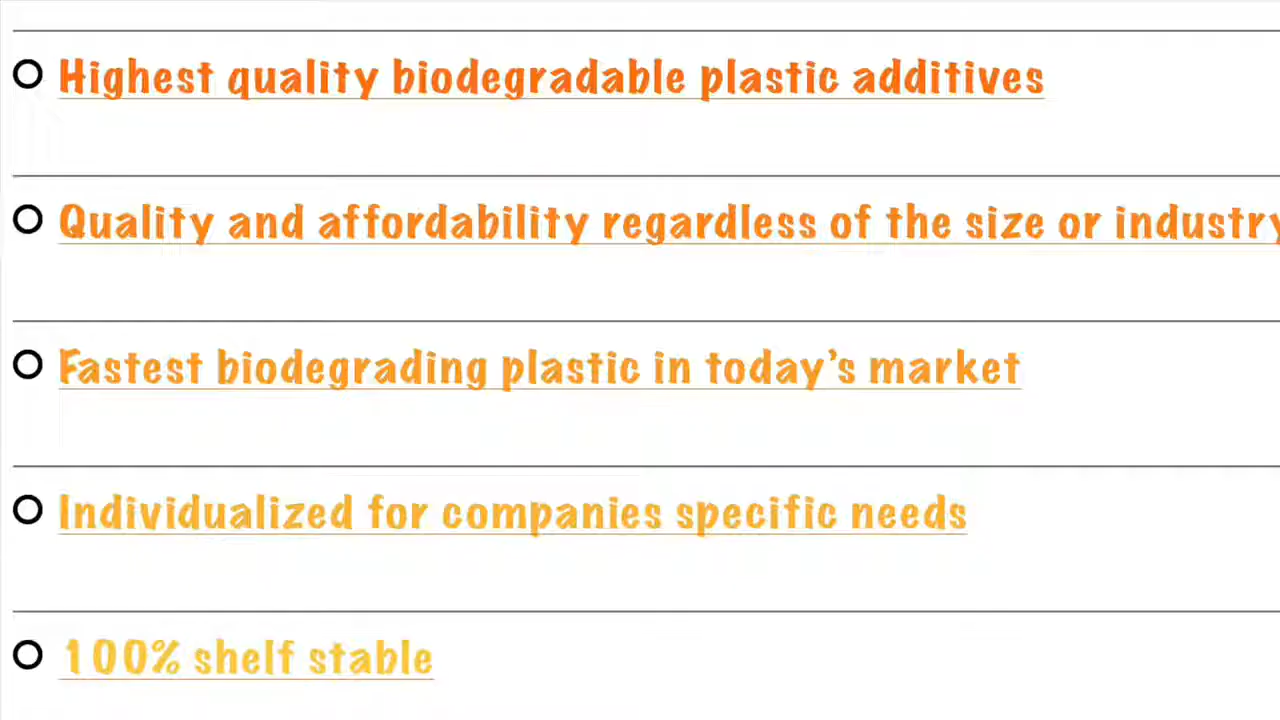 Highest quality biodegradable plastic additives
Quality and affordability regardless of the size or industry
Fastest biodegrading plastic in today’s market
Individualized for companies specific needs
100% shelf stable